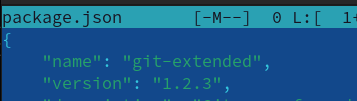 package.json [-M--] 0 L:[ 1+
{
"name": "git-extended",
"version": "1.2.3",